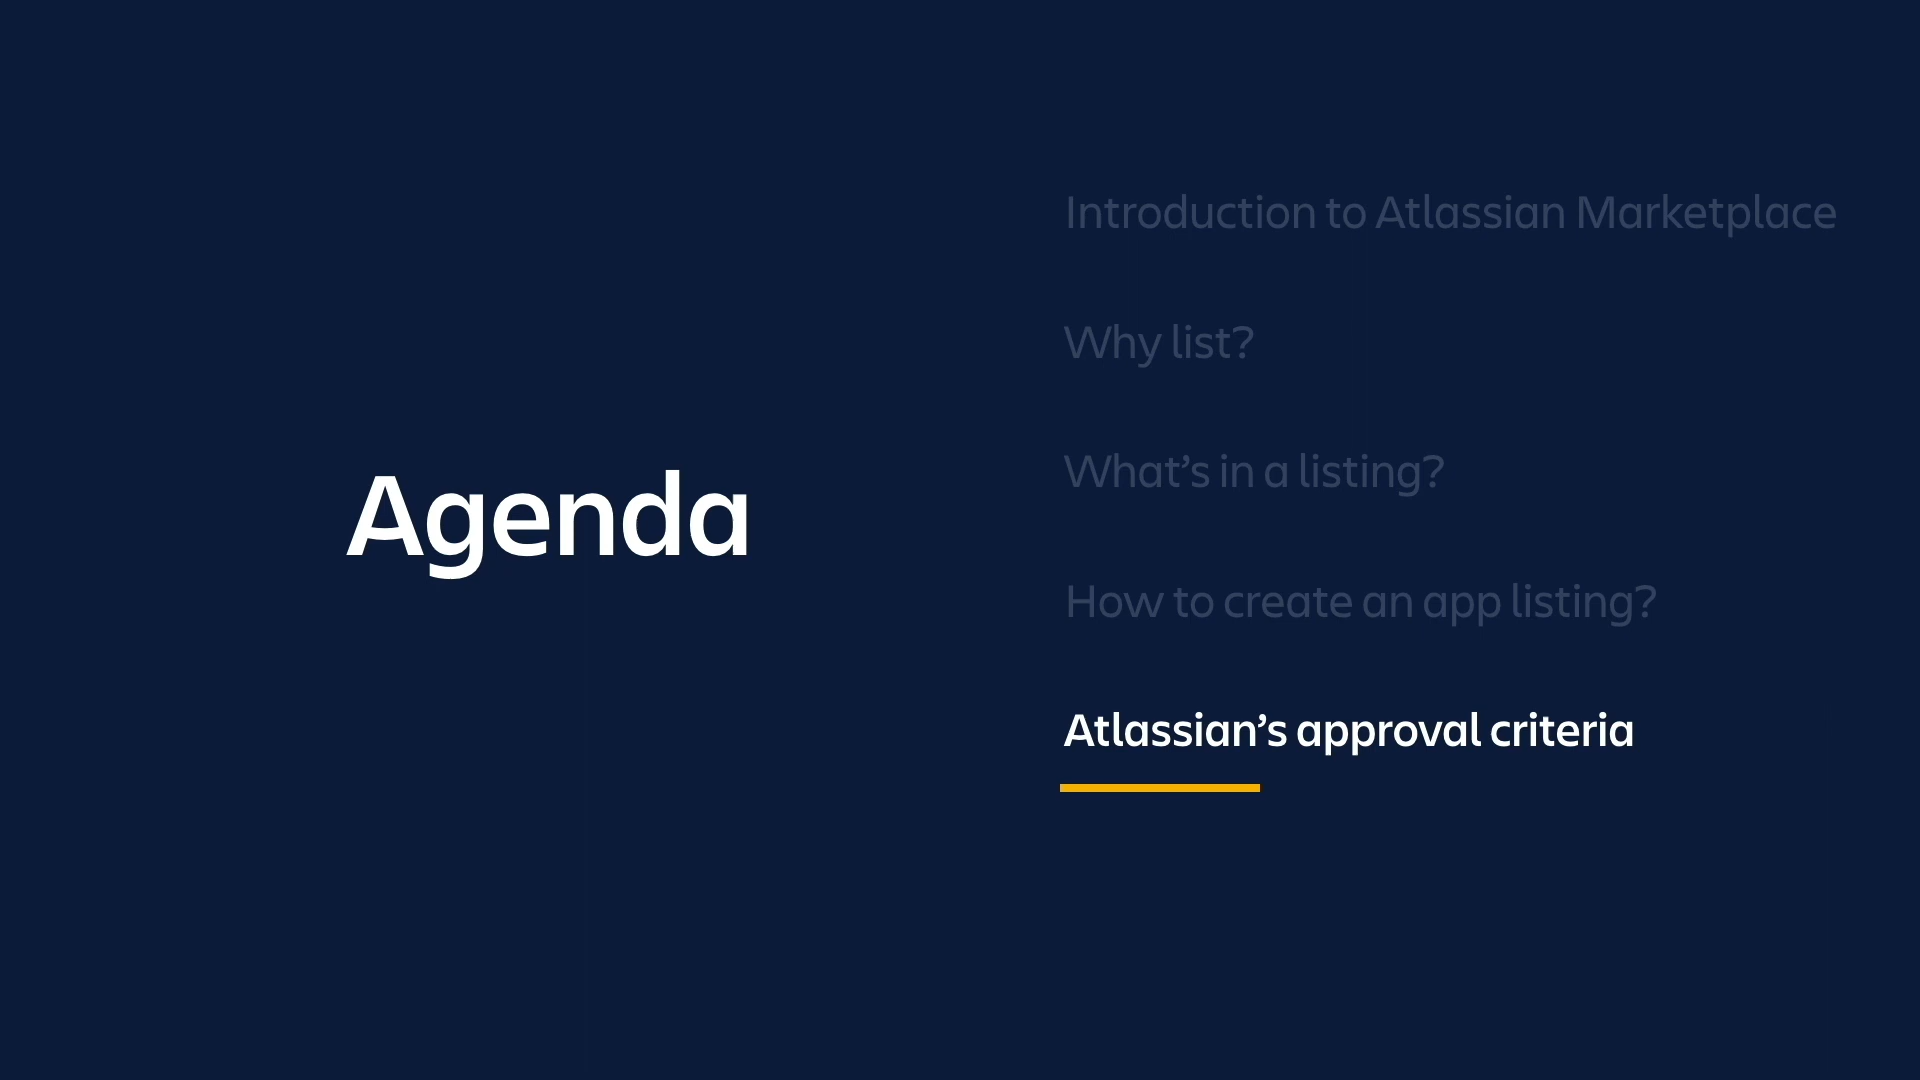 Agenda
Introduction to Atlassian Marketplace
Why list?
What’s in a listing?
How to create an app listing?
Atlassian’s approval criteria